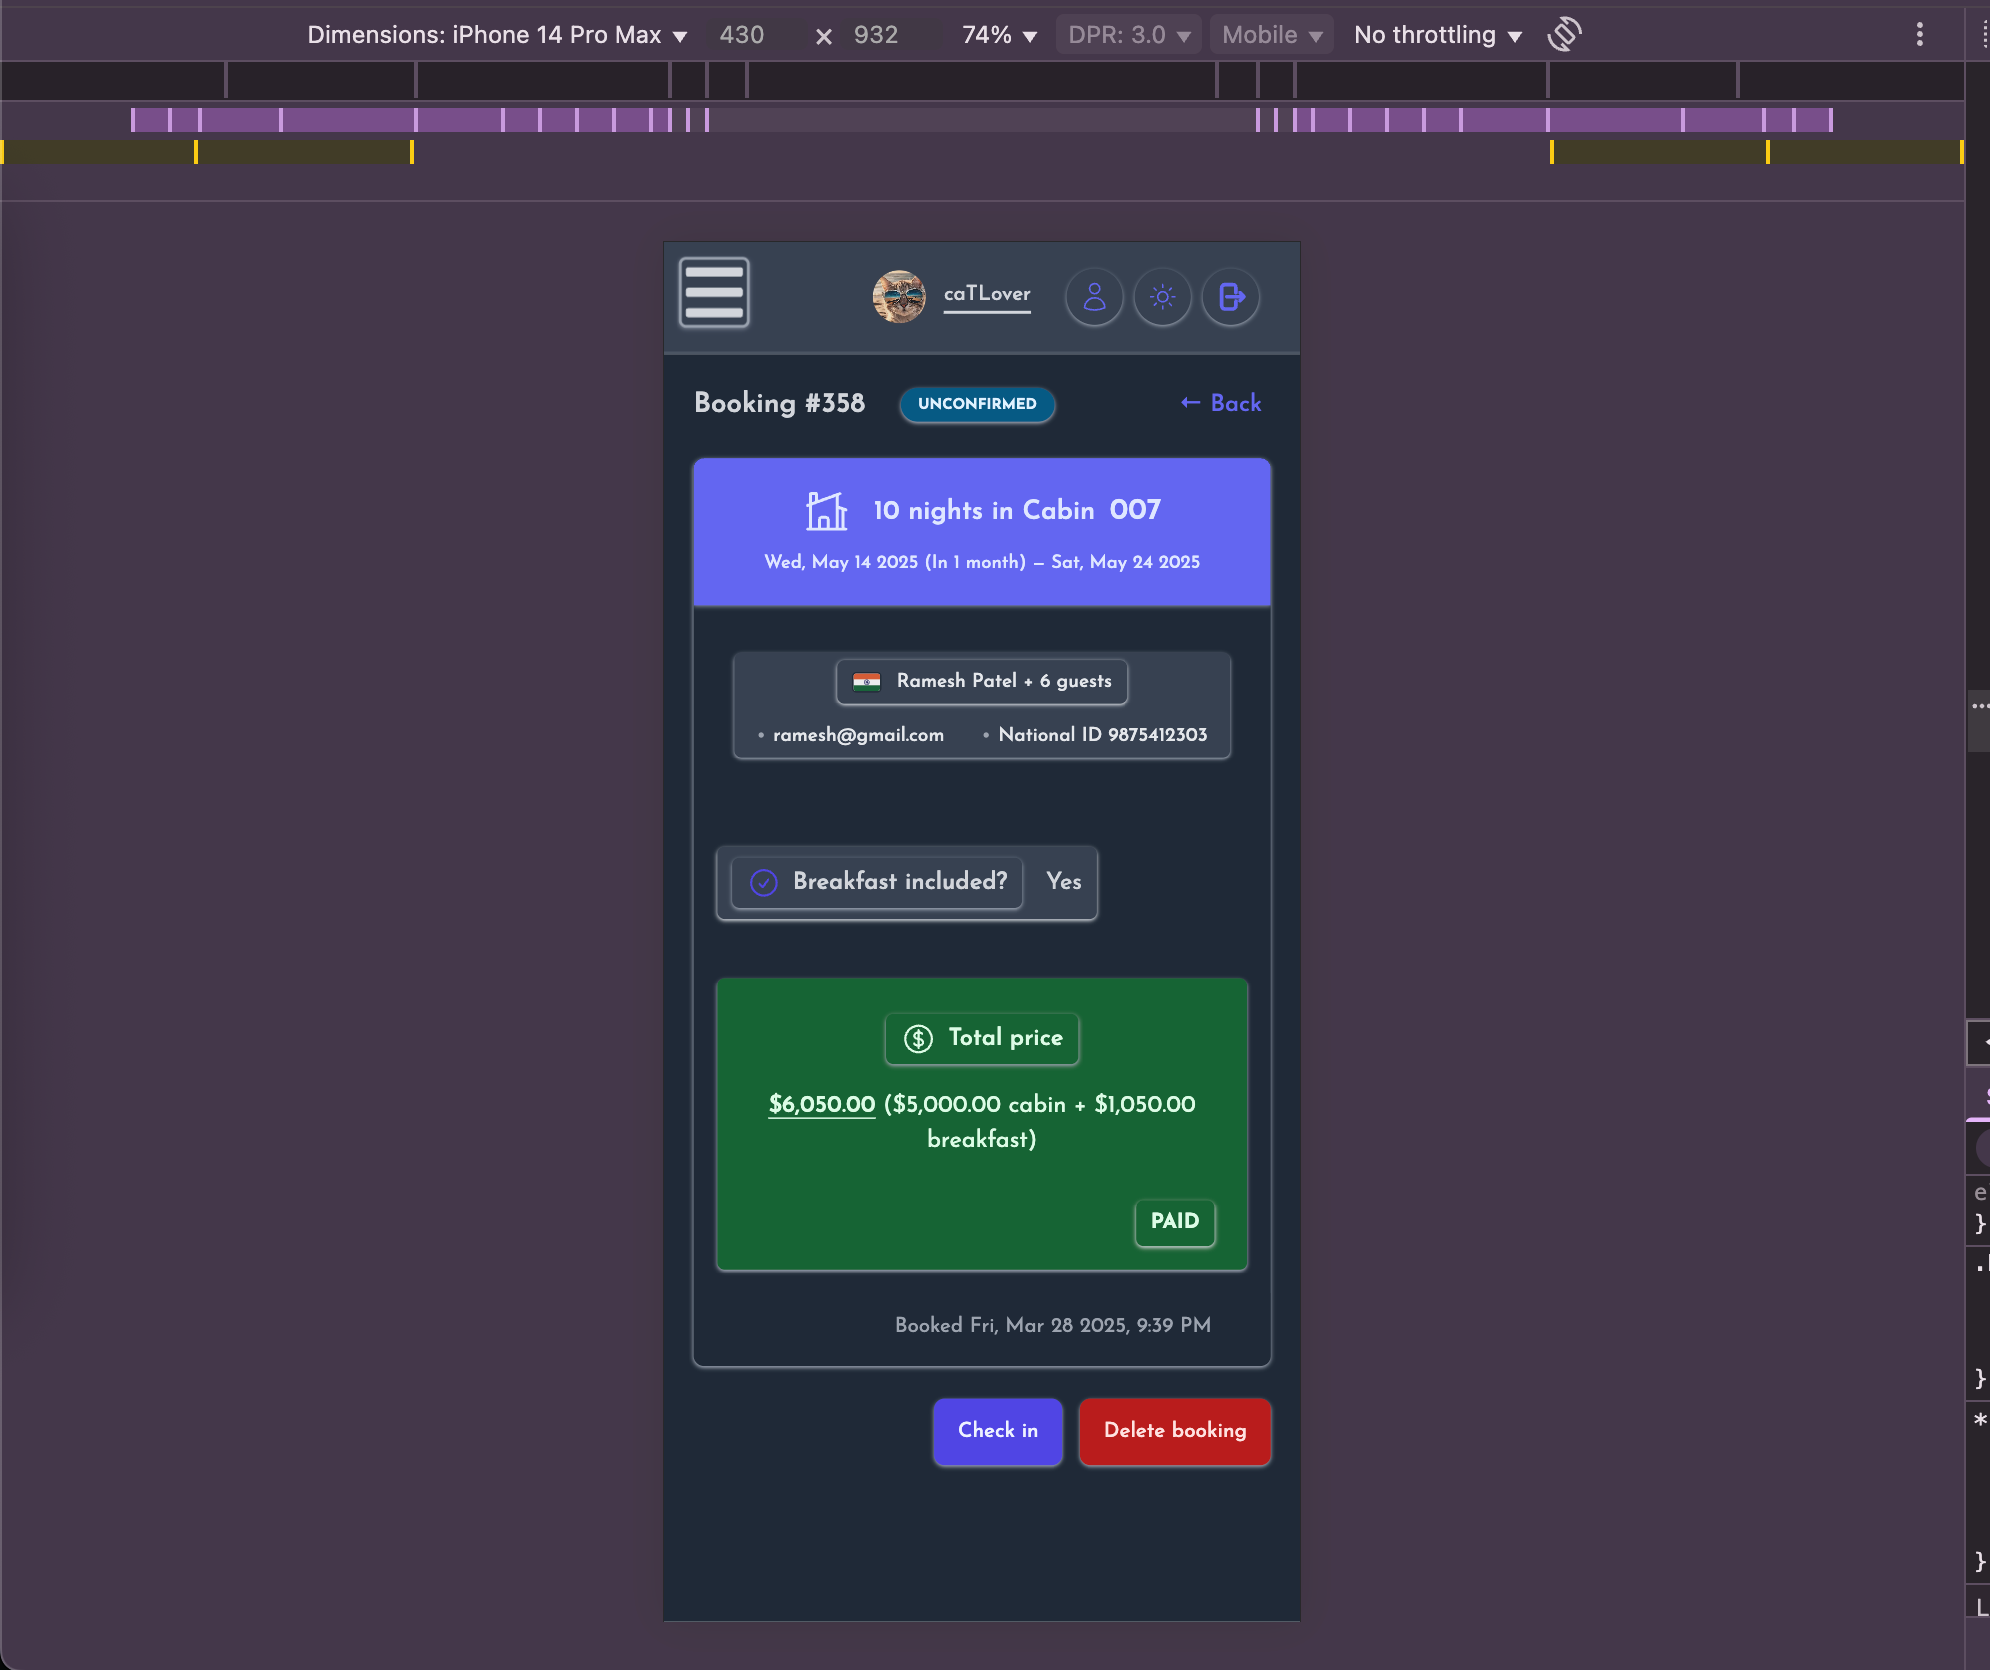 Dimensions: iPhone 14 Pro Max ▼ 430 × 932 74% ▼ DPR: 3.0 ▼ Mobile ▼ No throttling ▼
caTLover
Booking #358 UNCONFIRMED ← Back
10 nights in Cabin 007
Wed, May 14 2025 (In 1 month) – Sat, May 24 2025
Ramesh Patel + 6 guests
• ramesh@gmail.com • National ID 9875412303
Breakfast included? Yes
Total price
$6,050.00 ($5,000.00 cabin + $1,050.00
breakfast)
PAID
Booked Fri, Mar 28 2025, 9:39 PM
Check in Delete booking
e
}
}
*
}
L